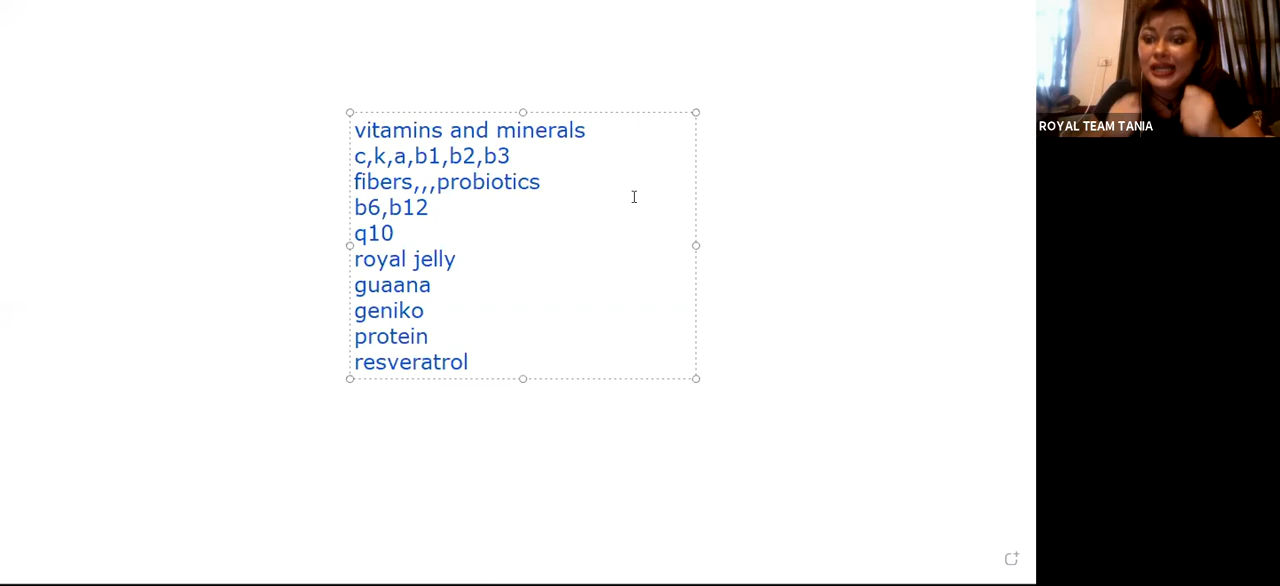 vitamins and minerals
c,k,a,b1,b2,b3
fibers,,,probiotics
b6,b12
q10
royal jelly
guaana
geniko
protein
resveratrol
ROYAL TEAM TANIA